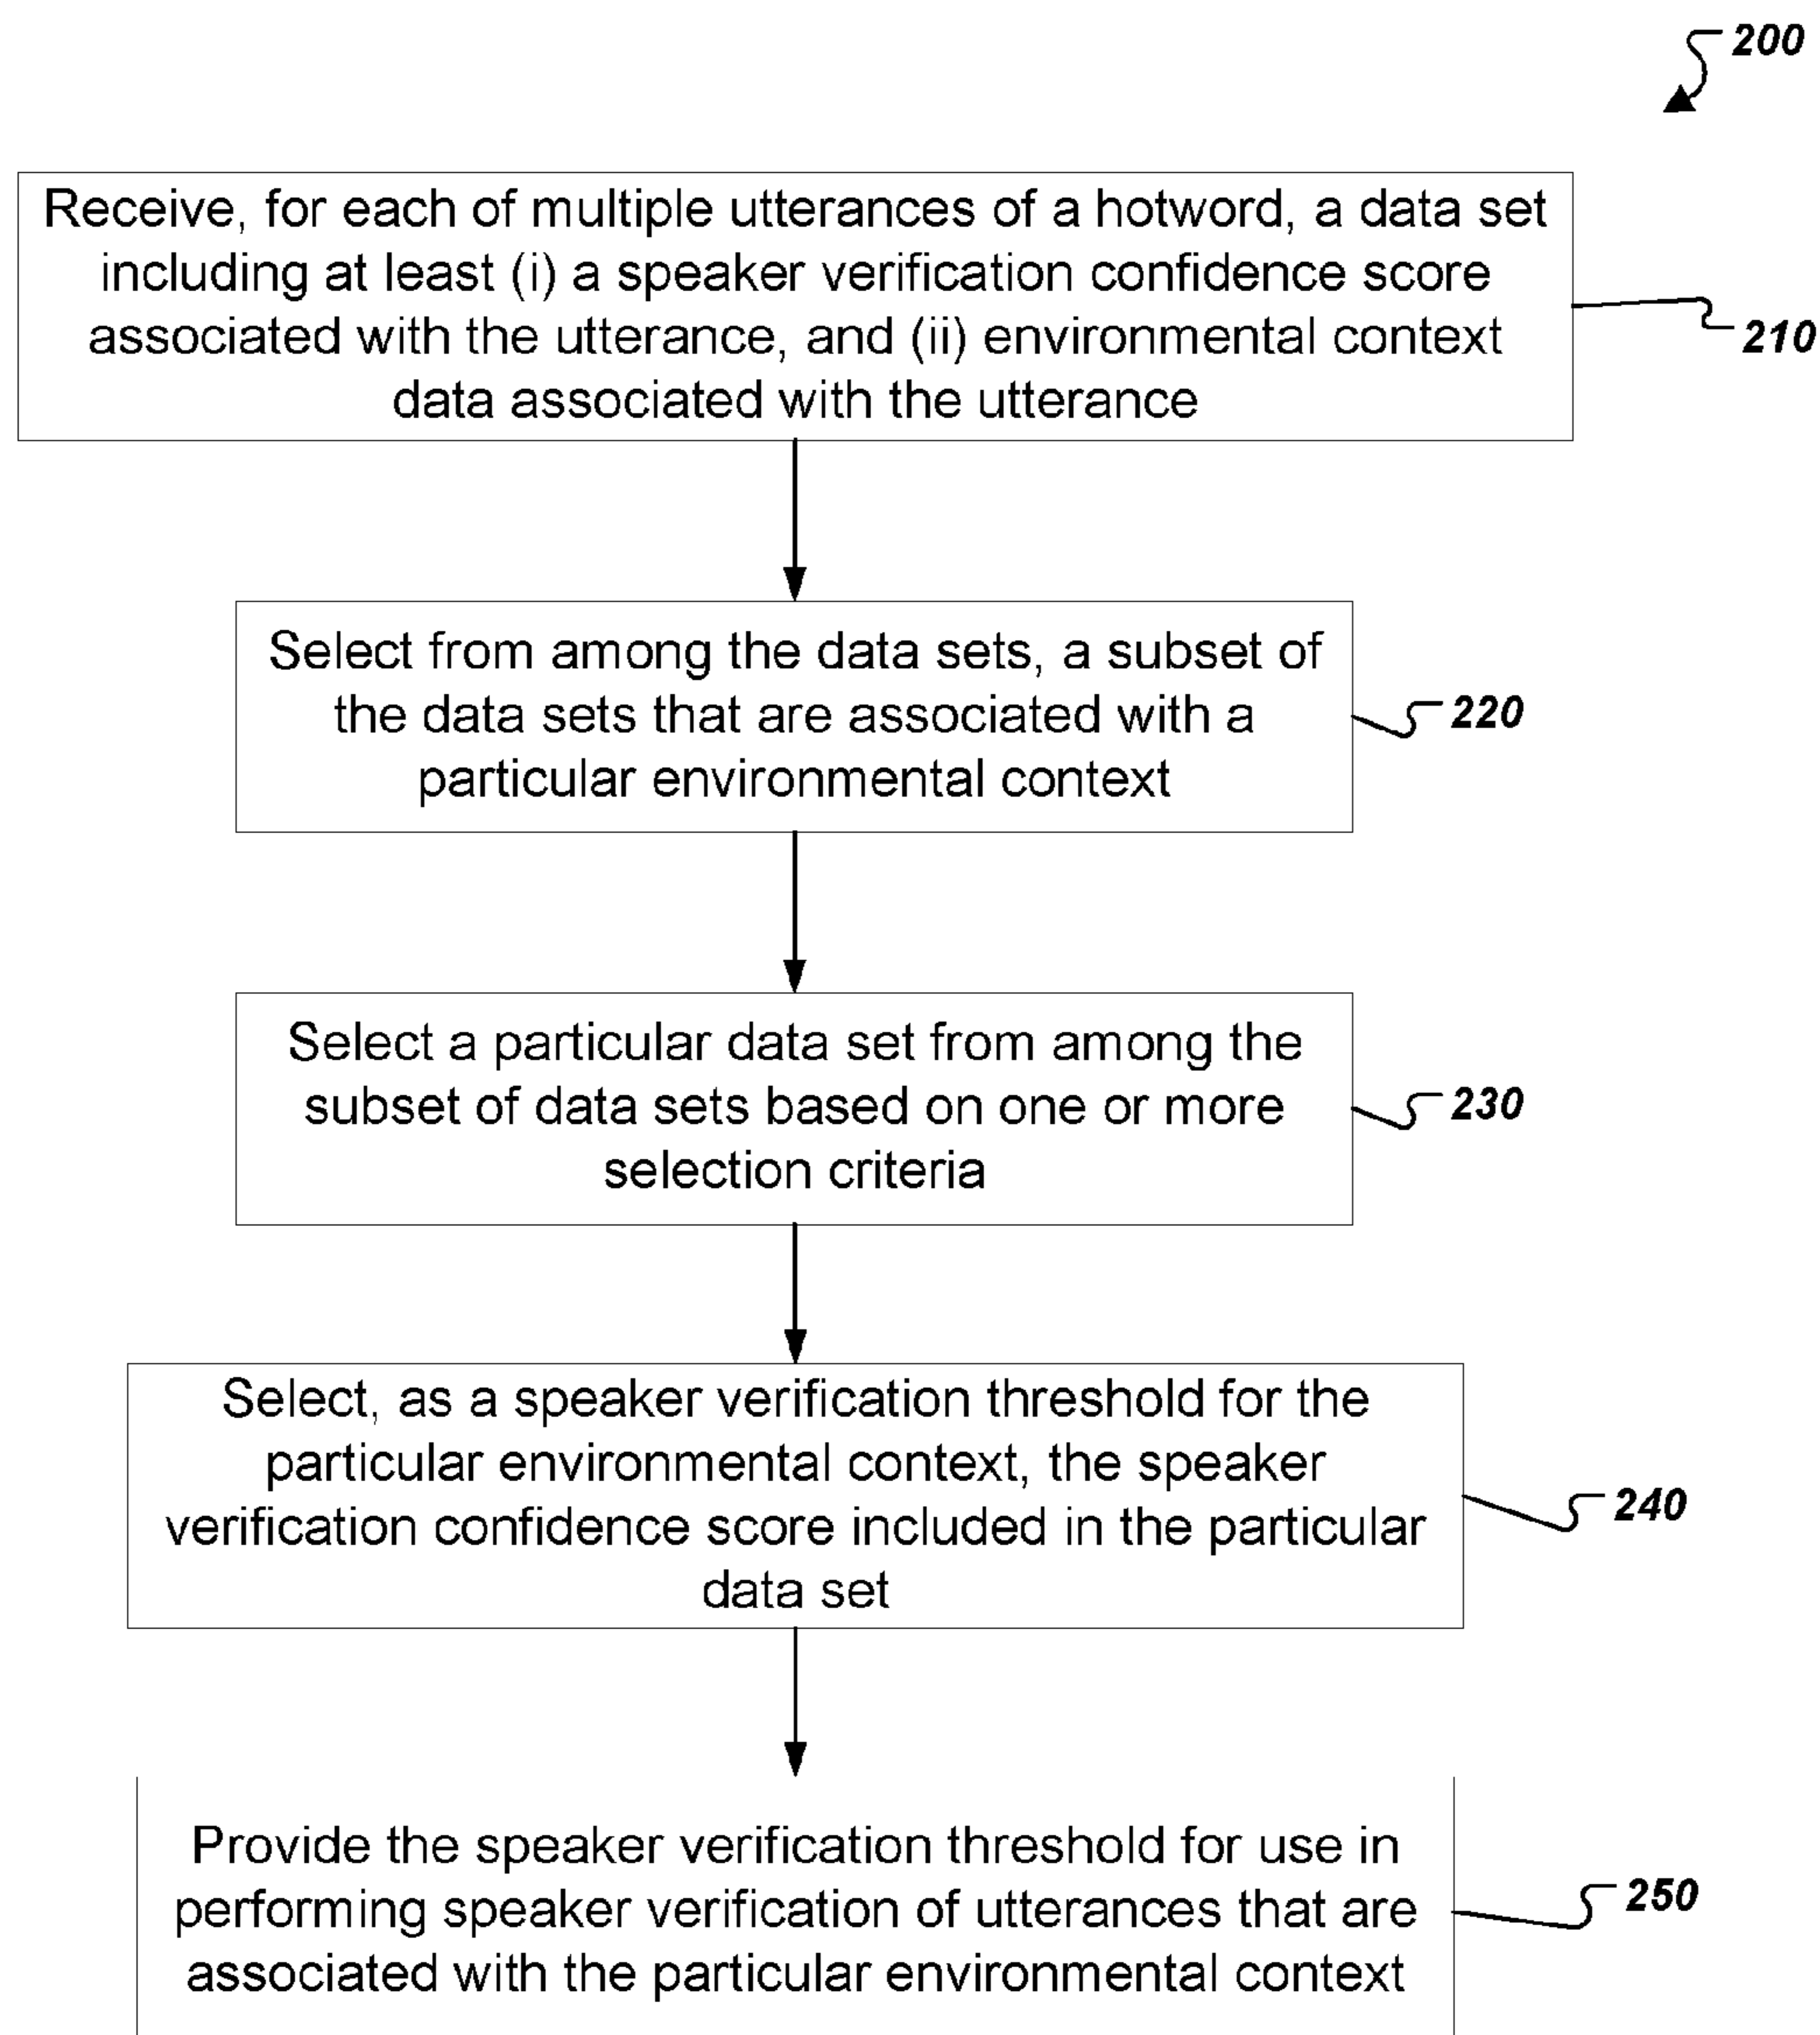 200
Receive, for each of multiple utterances of a hotword, a data set
including at least (i) a speaker verification confidence score
associated with the utterance, and (ii) environmental context
data associated with the utterance
210
Select from among the data sets, a subset of
the data sets that are associated with a
particular environmental context
220
Select a particular data set from among the
subset of data sets based on one or more
selection criteria
230
Select, as a speaker verification threshold for the
particular environmental context, the speaker
verification confidence score included in the particular
data set
240
Provide the speaker verification threshold for use in
performing speaker verification of utterances that are
associated with the particular environmental context
250